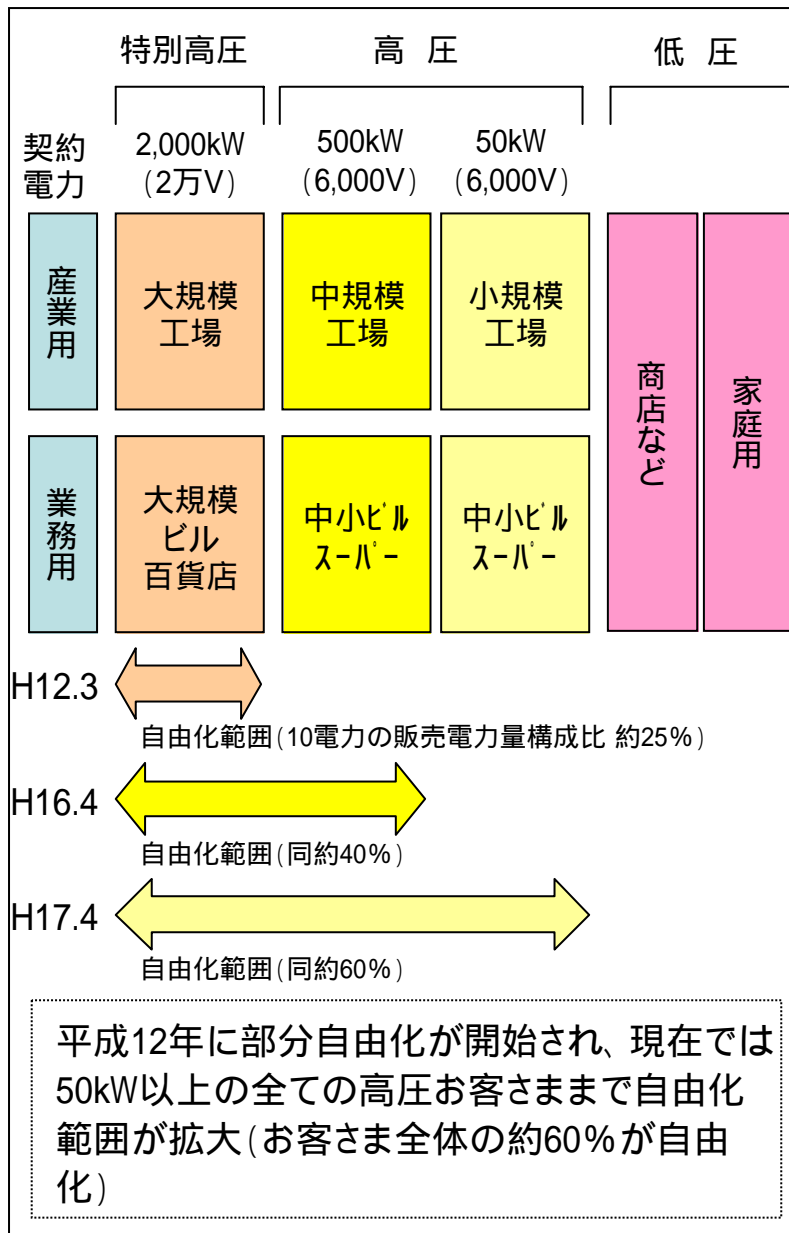 特別高圧
高 圧
低 圧
契約
電力
2,000kW
(2万V)
500kW
(6,000V)
50kW
(6,000V)
産業用
大規模
工場
中規模
工場
小規模
工場
商店など
家庭用
業務用
大規模
ビル
百貨店
中小ﾋﾞﾙ
ｽｰﾊﾟｰ
中小ﾋﾞﾙ
ｽｰﾊﾟｰ
H12.3
自由化範囲(10電力の販売電力量構成比 約25%)
H16.4
自由化範囲(同約40%)
H17.4
自由化範囲(同約60%)
平成12年に部分自由化が開始され、現在では
50kW以上の全ての高圧お客さままで自由化
範囲が拡大(お客さま全体の約60%が自由
化)